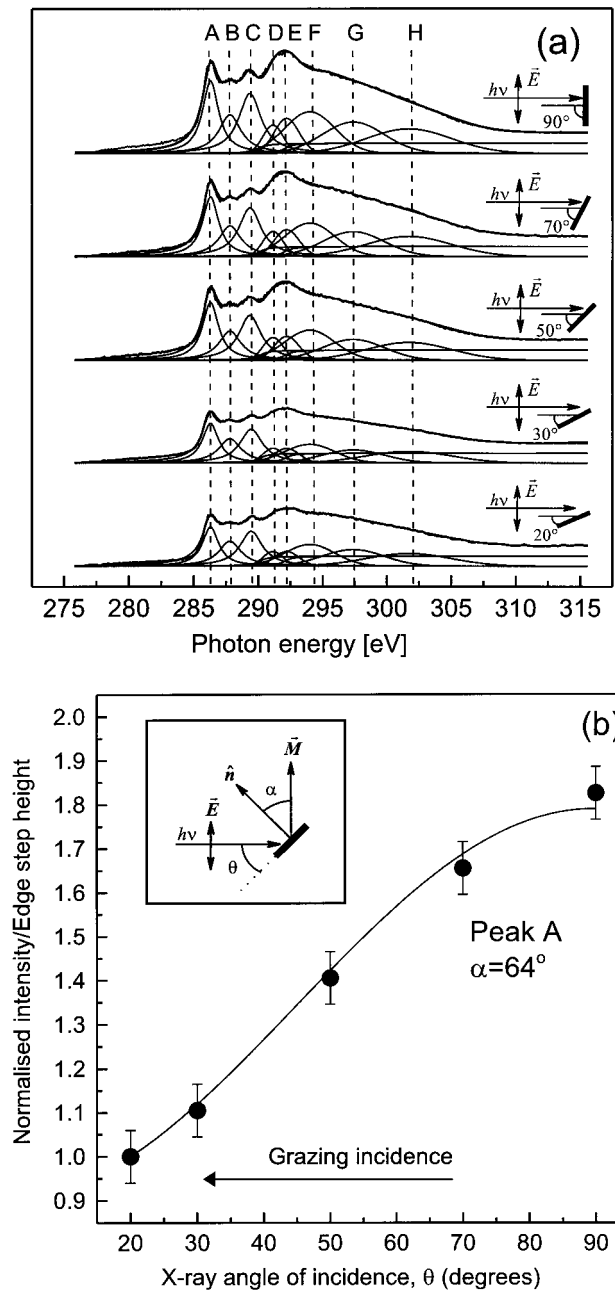 A B C D E F G H
(a)
hν E⃗
90°
hν E⃗
70°
hν E⃗
50°
hν E⃗
30°
hν E⃗
20°
275 280 285 290 295 300 305 310 315
Photon energy [eV]
2.0
1.9
1.8
1.7
1.6
1.5
1.4
1.3
1.2
1.1
1.0
0.9
Normalised intensity/Edge step height
(b)
M⃗
n̂
α
E⃗
hν
θ
Peak A
α=64°
Grazing incidence
20 30 40 50 60 70 80 90
X-ray angle of incidence, θ (degrees)